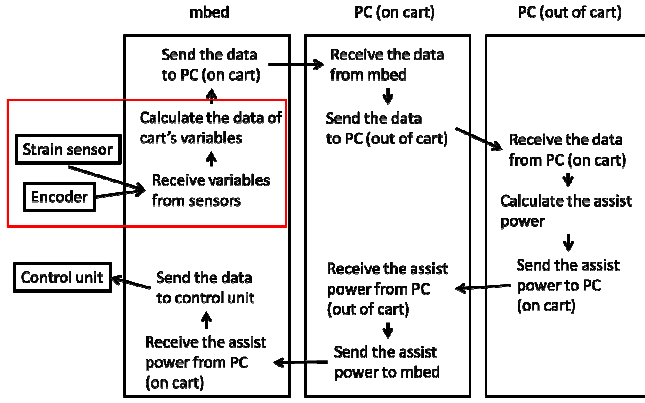 mbed
PC (on cart)
PC (out of cart)
Send the data
to PC (on cart)
Calculate the data of
cart's variables
Strain sensor
Encoder
Receive variables
from sensors
Control unit
Send the data
to control unit
Receive the assist
power from PC
(on cart)
Receive the data
from mbed
Send the data
to PC (out of cart)
Receive the assist
power from PC
(out of cart)
Send the assist
power to mbed
Receive the data
from PC (on cart)
Calculate the assist
power
Send the assist
power to PC
(on cart)